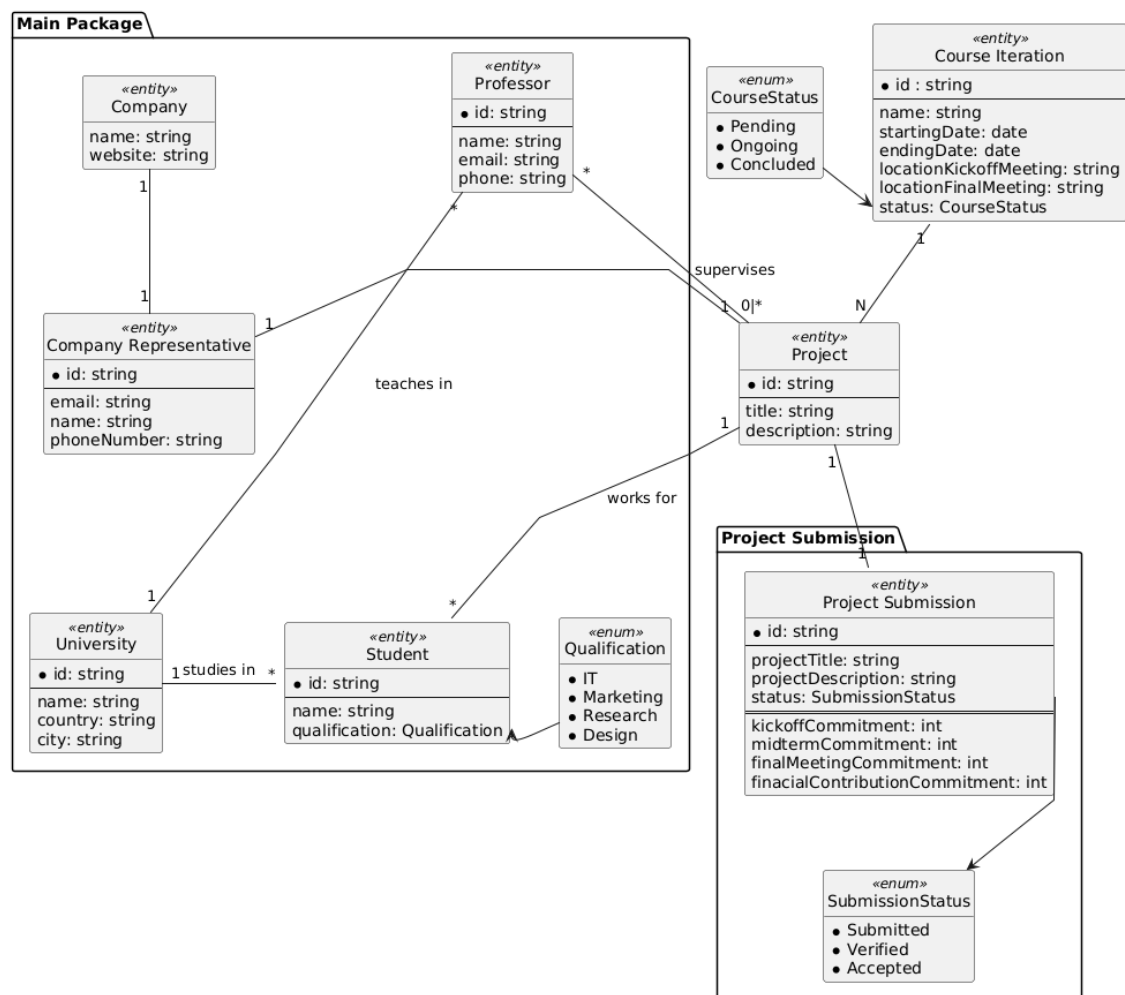 Main Package
«entity»
Company
name: string
website: string
1
1
«entity»
Professor
id: string
name: string
email: string
phone: string
*
*
«enum»
CourseStatus
Pending
Ongoing
Concluded
«entity»
Course Iteration
id : string
name: string
startingDate: date
endingDate: date
locationKickoffMeeting: string
locationFinalMeeting: string
status: CourseStatus
1
N
supervises
1
0|*
«entity»
Company Representative
id: string
email: string
name: string
phoneNumber: string
1
teaches in
1
«entity»
Project
id: string
title: string
description: string
1
1
works for
*
«entity»
University
id: string
name: string
country: string
city: string
1
studies in
*
«entity»
Student
id: string
name: string
qualification: Qualification
«enum»
Qualification
IT
Marketing
Research
Design
Project Submission
1
«entity»
Project Submission
id: string
projectTitle: string
projectDescription: string
status: SubmissionStatus
kickoffCommitment: int
midtermCommitment: int
finalMeetingCommitment: int
finacialContributionCommitment: int
«enum»
SubmissionStatus
Submitted
Verified
Accepted